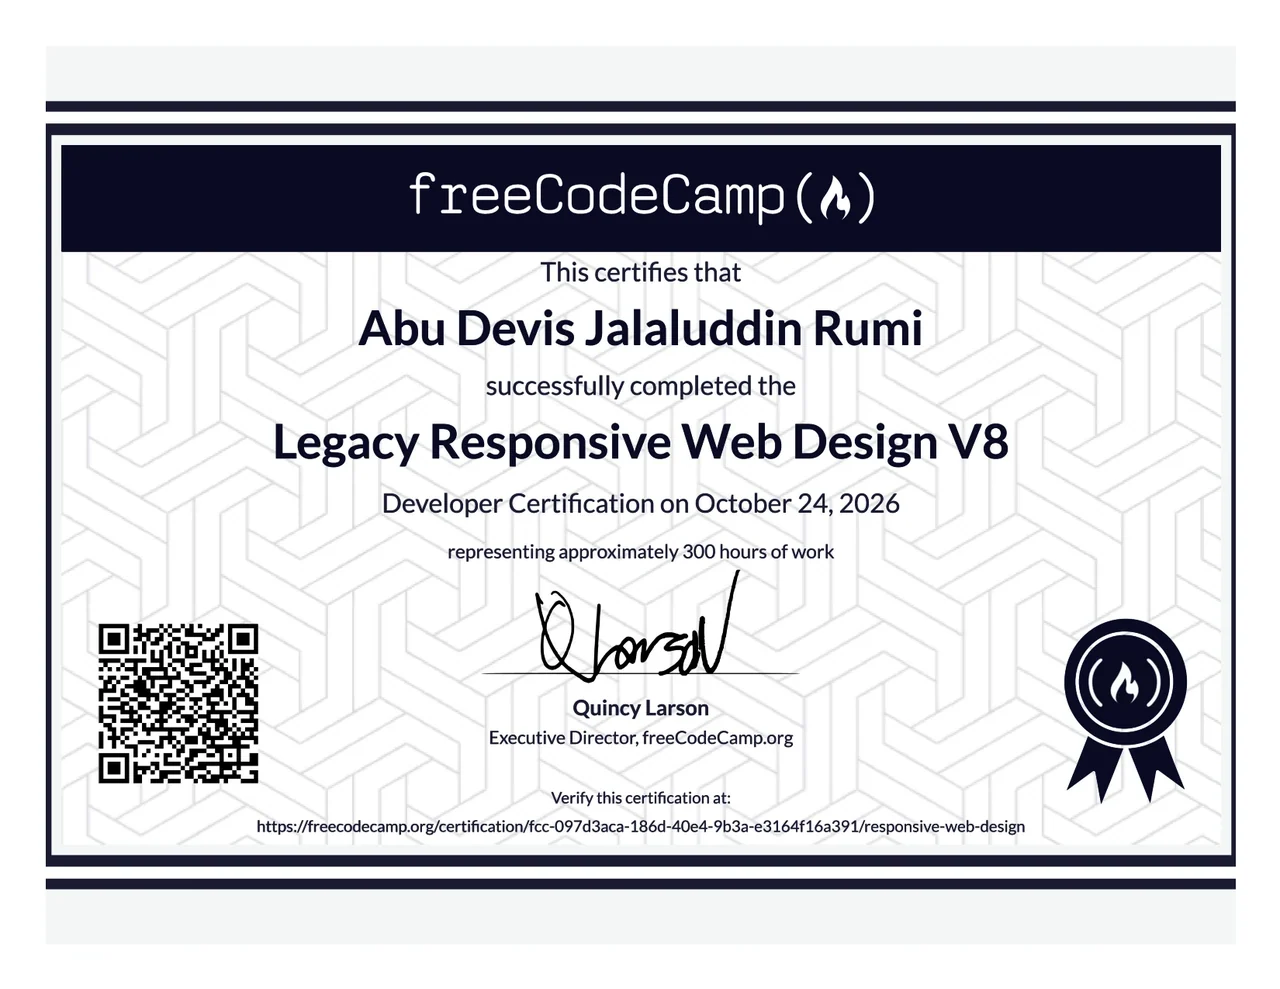 freeCodeCamp
This certifies that
Abu Devis Jalaluddin Rumi
successfully completed the
Legacy Responsive Web Design V8
Developer Certification on October 24, 2026
representing approximately 300 hours of work
Quincy Larson
Executive Director, freeCodeCamp.org
Verify this certification at:
https://freecodecamp.org/certification/fcc-097d3aca-186d-40e4-9b3a-e3164f16a391/responsive-web-design